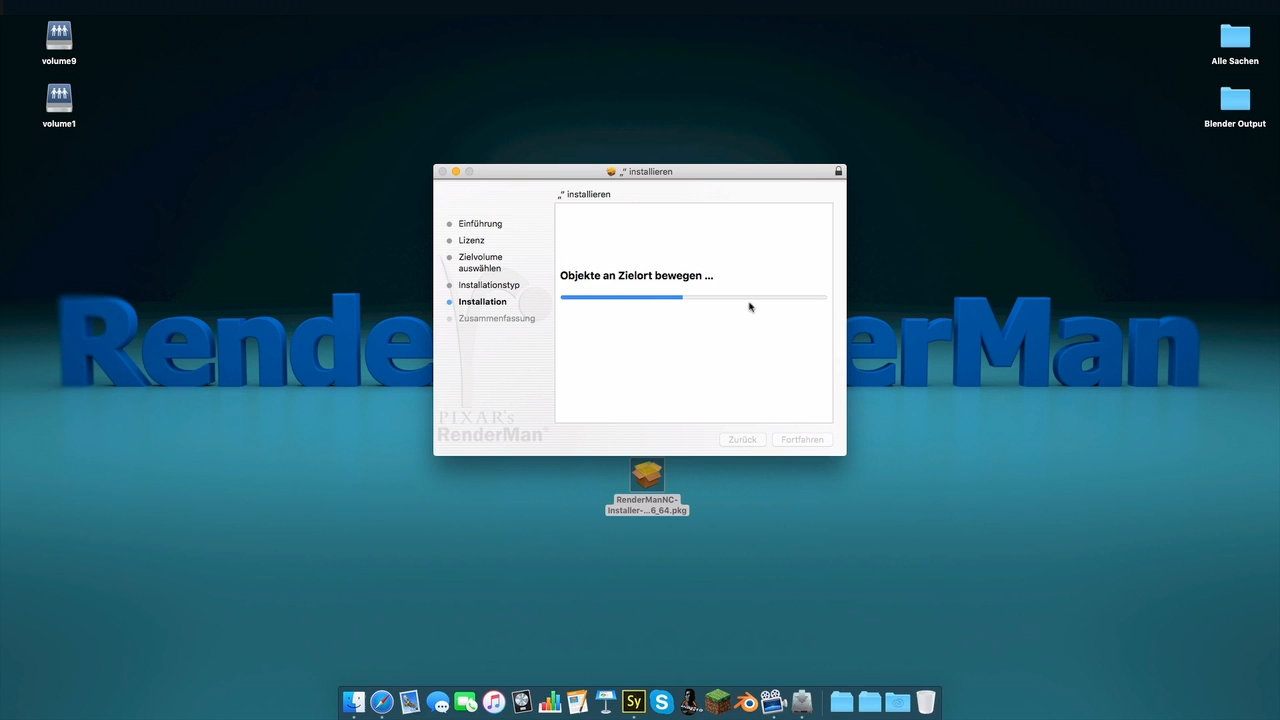 volume9
volume1
Alle Sachen
Blender Output
„“ installieren
„“ installieren
Einführung
Lizenz
Zielvolume
auswählen
Installationstyp
Installation
Zusammenfassung
Objekte an Zielort bewegen ...
PIXAR's
RenderMan®
Zurück
Fortfahren
Rende
erMan
RenderManNC-
Installer-...6_64.pkg
Sy